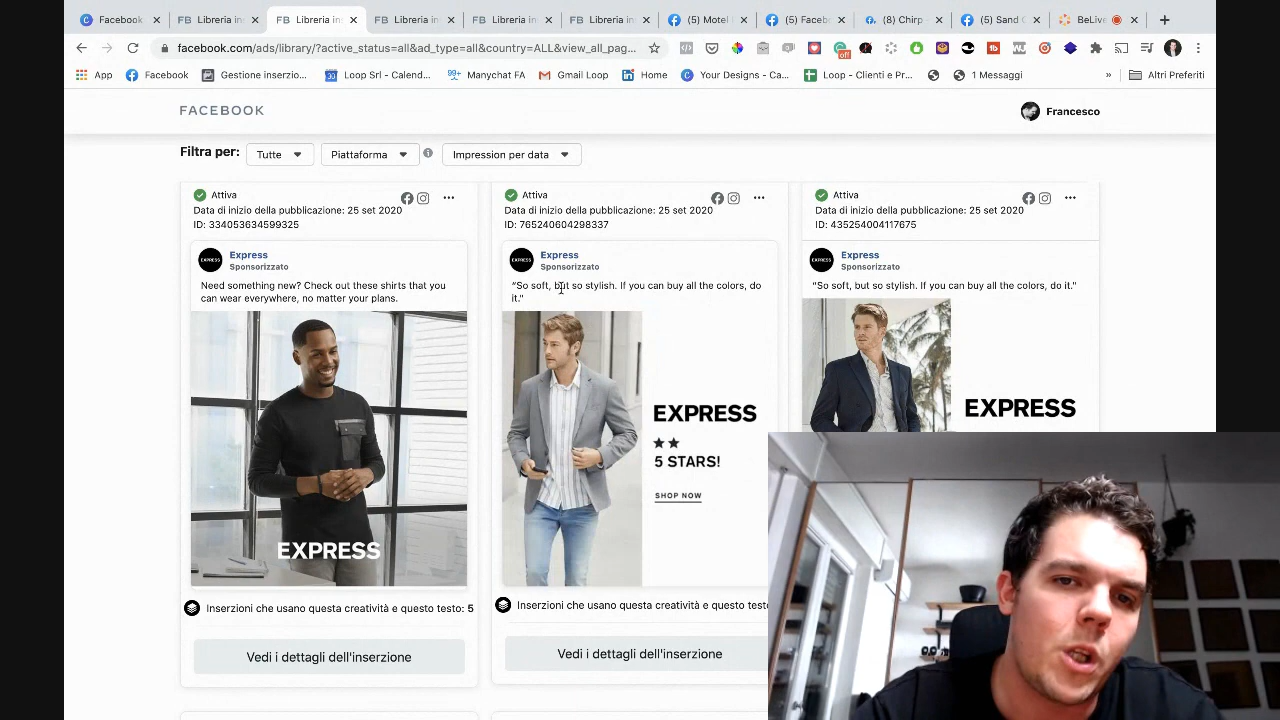 Facebook
Libreria in
Libreria ins
Libreria in
Libreria in
Libreria in
(5) Motel
(5) Faceb
(8) Chirp
(5) Sand C
BeLive
facebook.com/ads/library/?active_status=all&ad_type=all&country=ALL&view_all_pag...
off
App
Facebook
Gestione inserzio...
Loop Srl - Calend...
99+ Manychat FA
Gmail Loop
Home
Your Designs - Ca...
Loop - Clienti e Pr...
1 Messaggi
»
Altri Preferiti
FACEBOOK
Francesco
Filtra per:
Tutte
Piattaforma
Impression per data
Attiva
Data di inizio della pubblicazione: 25 set 2020
ID: 334053634599325
EXPRESS
Express
Sponsorizzato
Need something new? Check out these shirts that you
can wear everywhere, no matter your plans.
EXPRESS
Inserzioni che usano questa creatività e questo testo: 5
Vedi i dettagli dell'inserzione
Attiva
Data di inizio della pubblicazione: 25 set 2020
ID: 765240604298337
EXPRESS
Express
Sponsorizzato
"So soft, but so stylish. If you can buy all the colors, do
it."
EXPRESS
★★
5 STARS!
SHOP NOW
Inserzioni che usano questa creatività e questo testo
Vedi i dettagli dell'inserzione
Attiva
Data di inizio della pubblicazione: 25 set 2020
ID: 435254004117675
EXPRESS
Express
Sponsorizzato
"So soft, but so stylish. If you can buy all the colors, do it."
EXPRESS